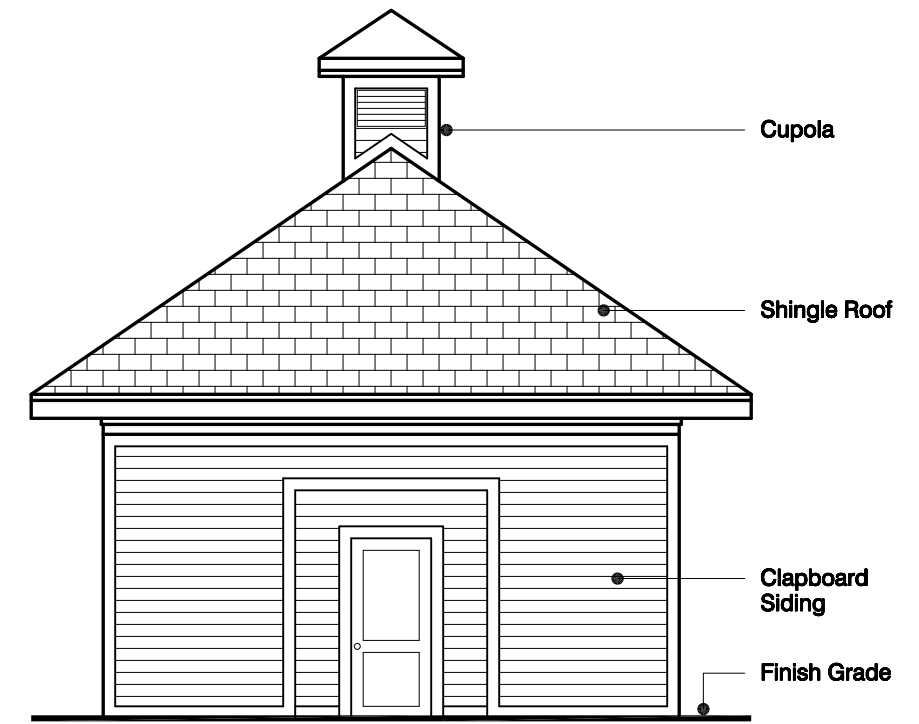 Cupola
Shingle Roof
Clapboard
Siding
Finish Grade